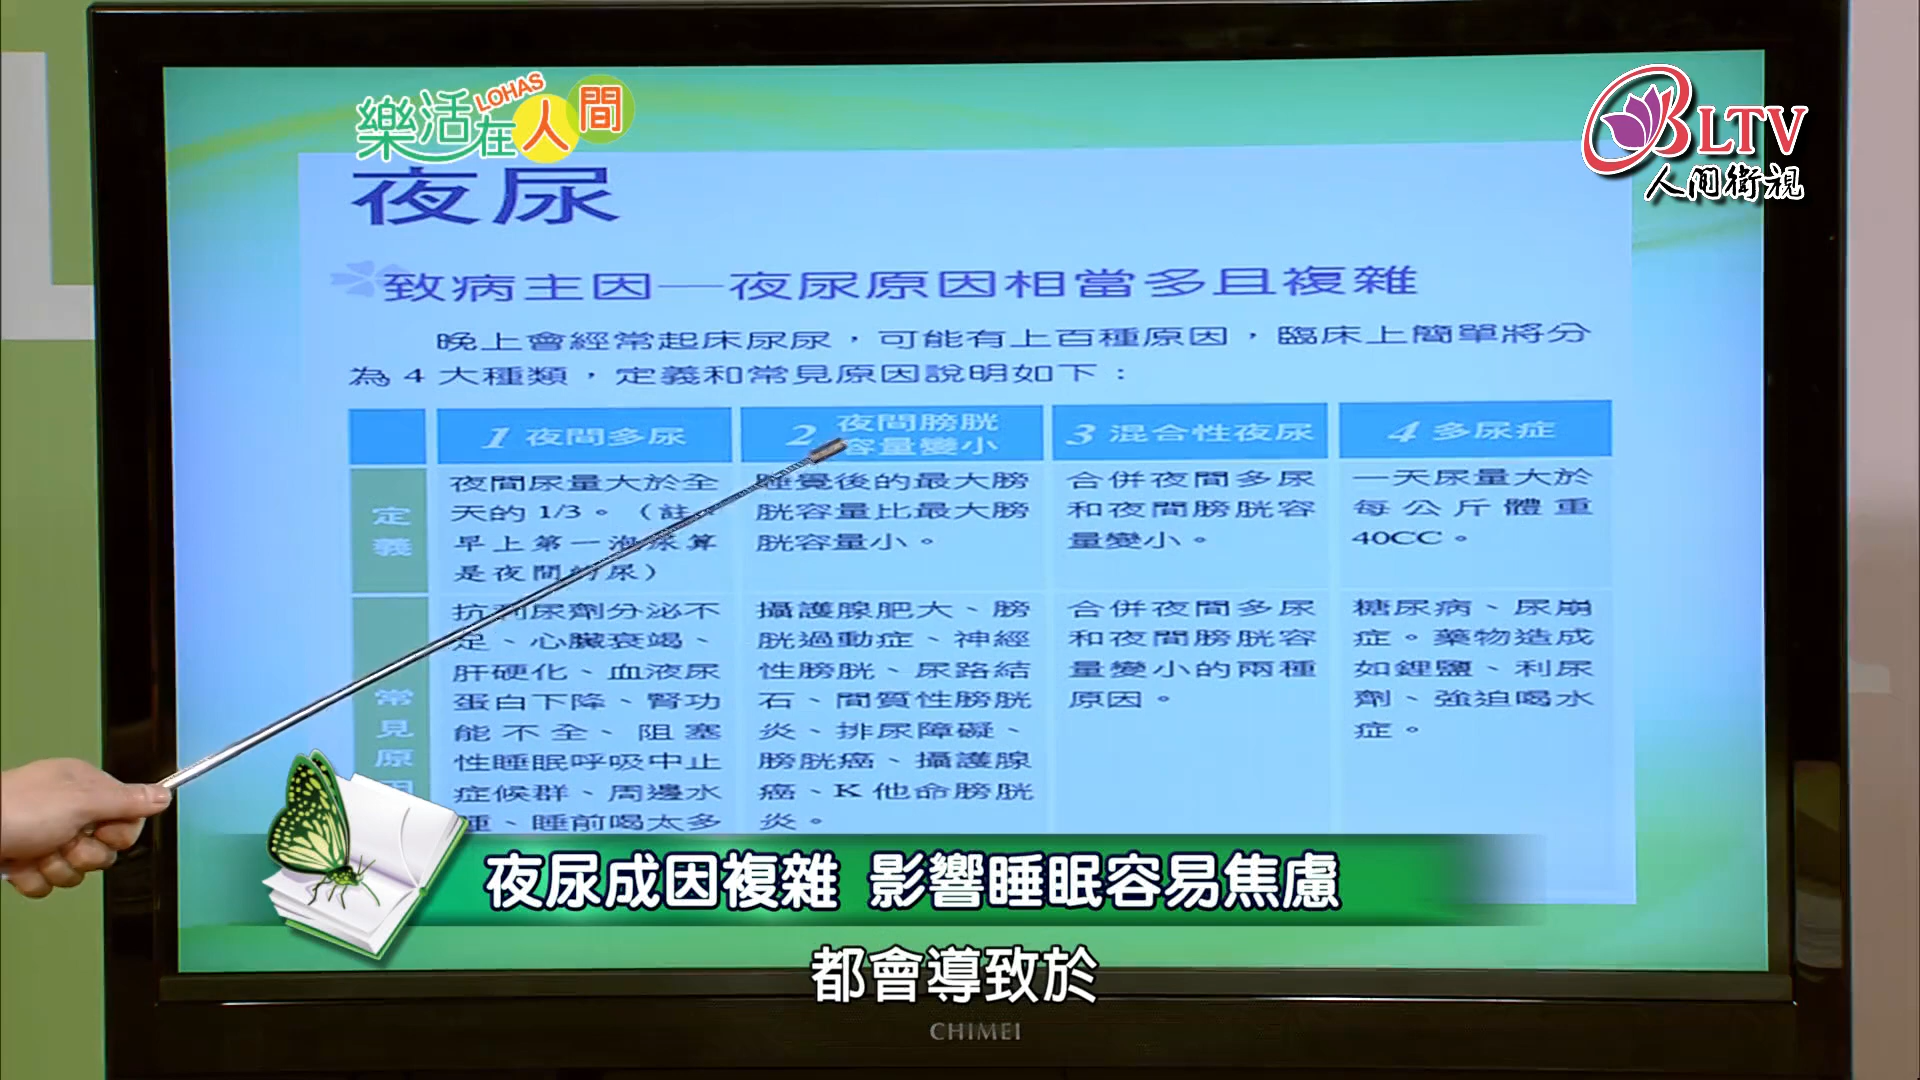 樂活在人間
LOHAS
BLTV
人間衛視
夜尿
致病主因—夜尿原因相當多且複雜
晚上會經常起床尿尿，可能有上百種原因，臨床上簡單將分
為 4 大種類，定義和常見原因說明如下：
1 夜間多尿
2 夜間膀胱
容量變小
3 混合性夜尿
4 多尿症
定
義
夜間尿量大於全
天的 1/3。（註：
早上第一泡尿算
是夜間的尿）
睡覺後的最大膀
胱容量比最大膀
胱容量小。
合併夜間多尿
和夜間膀胱容
量變小。
一天尿量大於
每公斤體重
40CC。
常
見
原
因
抗利尿劑分泌不
足、心臟衰竭、
肝硬化、血液尿
蛋白下降、腎功
能不全、阻塞
性睡眠呼吸中止
症候群、周邊水
腫、睡前喝太多
攝護腺肥大、膀
胱過動症、神經
性膀胱、尿路結
石、間質性膀胱
炎、排尿障礙、
膀胱癌、攝護腺
癌、K 他命膀胱
炎。
合併夜間多尿
和夜間膀胱容
量變小的兩種
原因。
糖尿病、尿崩
症。藥物造成
如鋰鹽、利尿
劑、強迫喝水
症。
夜尿成因複雜 影響睡眠容易焦慮
都會導致於
CHIMEI